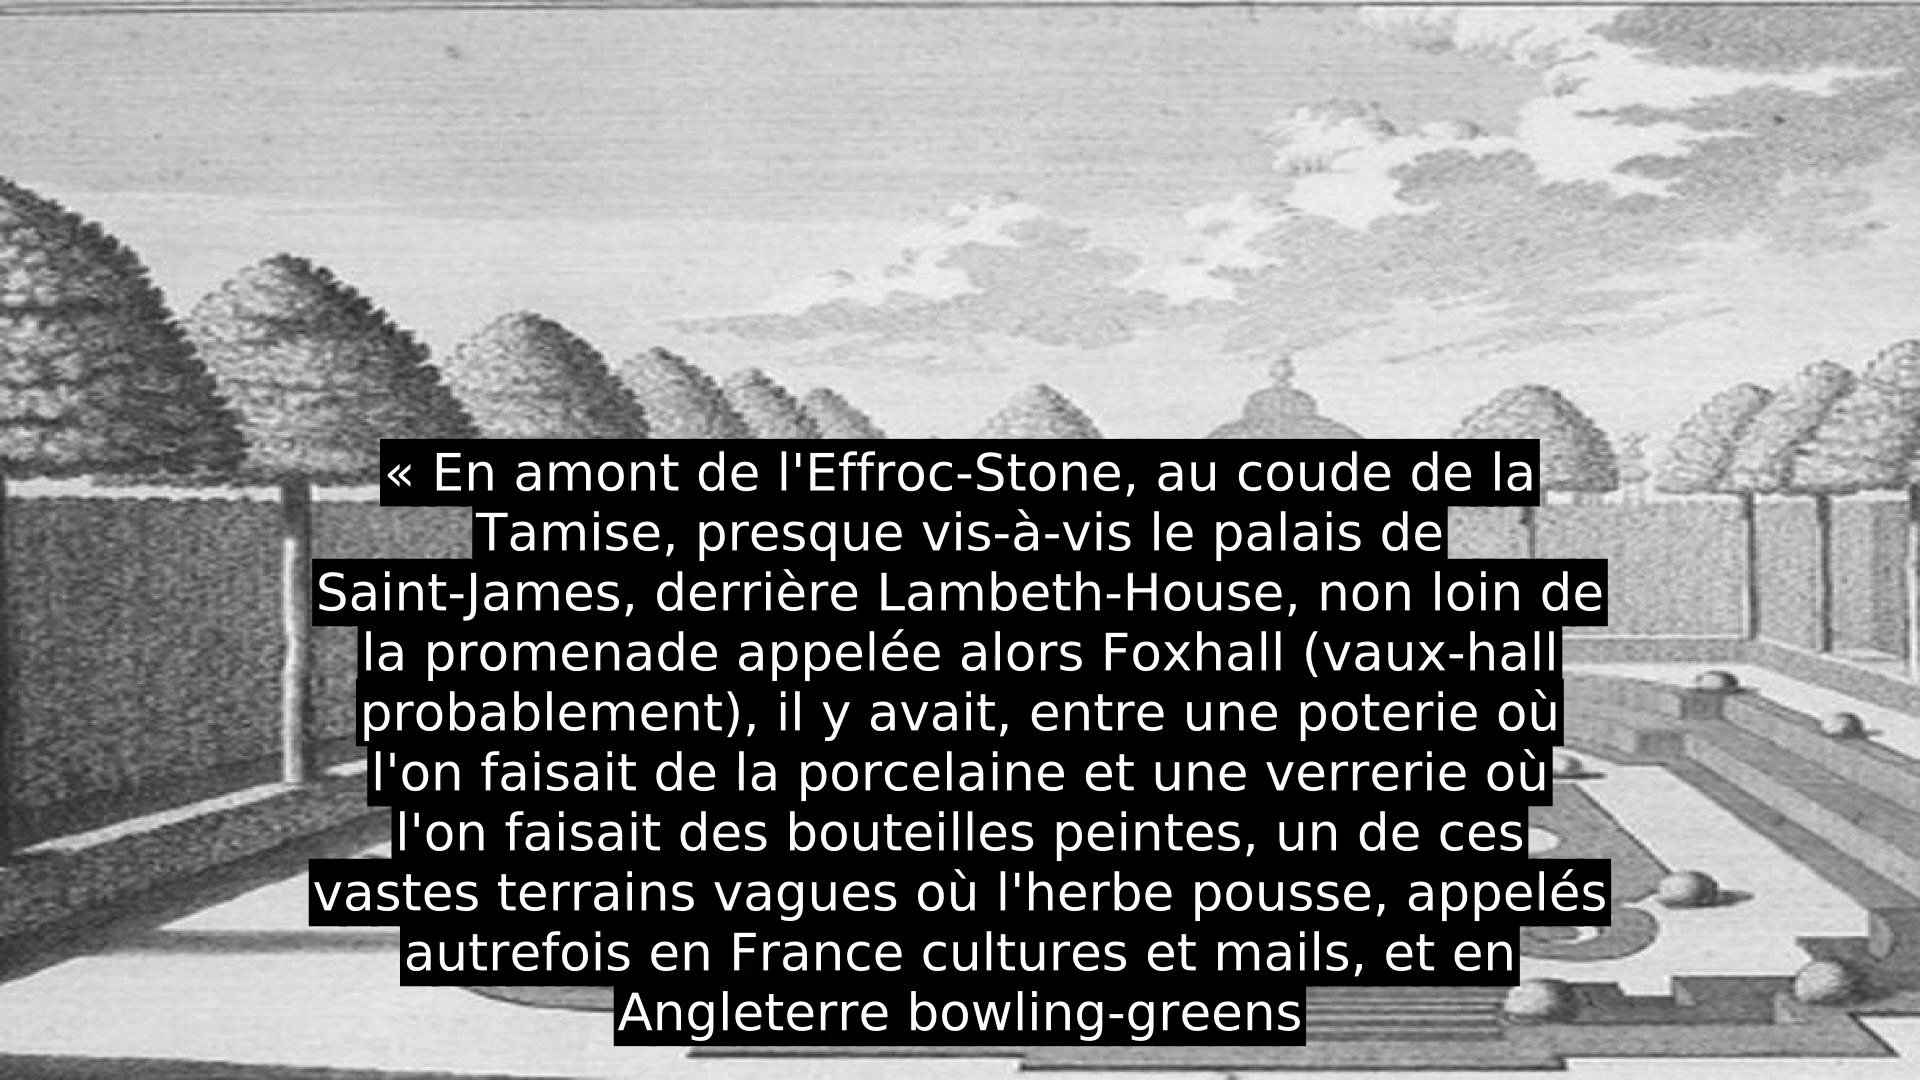 « En amont de l'Effroc-Stone, au coude de la
Tamise, presque vis-à-vis le palais de
Saint-James, derrière Lambeth-House, non loin de
la promenade appelée alors Foxhall (vaux-hall
probablement), il y avait, entre une poterie où
l'on faisait de la porcelaine et une verrerie où
l'on faisait des bouteilles peintes, un de ces
vastes terrains vagues où l'herbe pousse, appelés
autrefois en France cultures et mails, et en
Angleterre bowling-greens